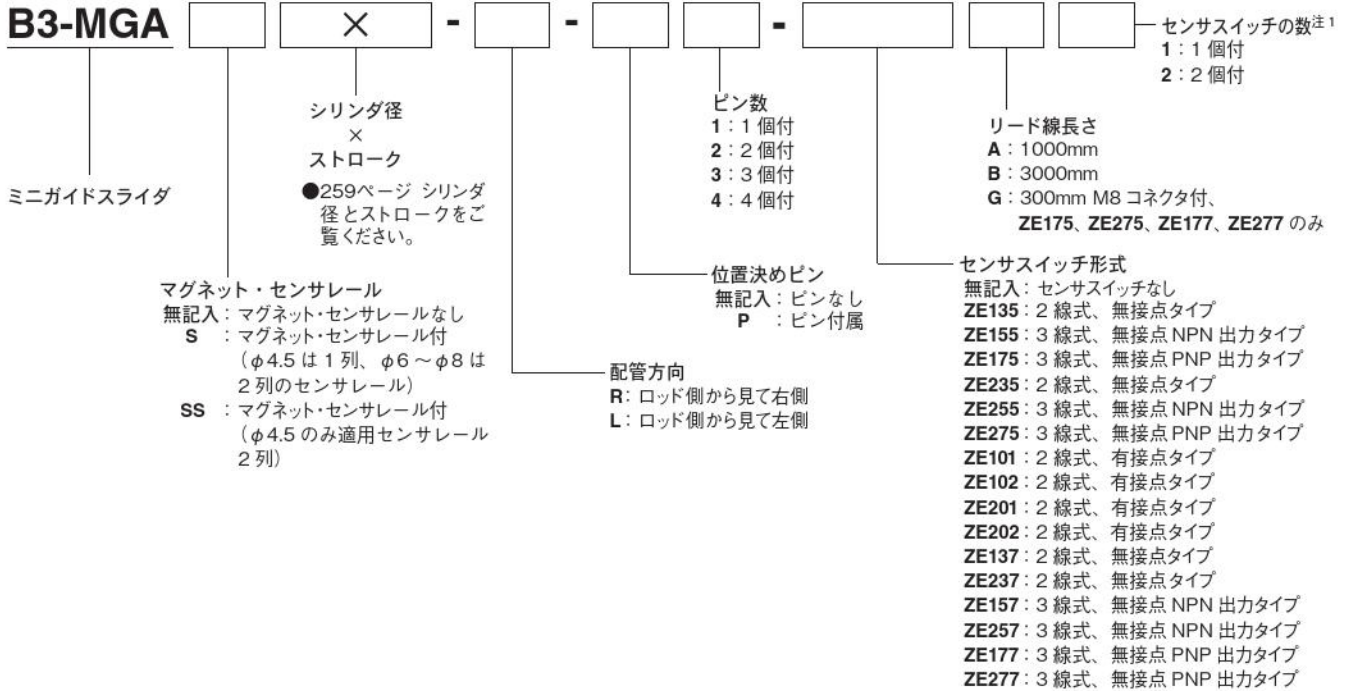 B3-MGA × - - -
センサスイッチの数注1
1：1個付
2：2個付
シリンダ径
×
ストローク
●259ページ シリンダ
径とストロークをご
覧ください。
ピン数
1：1個付
2：2個付
3：3個付
4：4個付
リード線長さ
A：1000mm
B：3000mm
G：300mm M8コネクタ付、
ZE175、ZE275、ZE177、ZE277のみ
ミニガイドスライダ
マグネット・センサレール
無記入：マグネット・センサレールなし
S ：マグネット・センサレール付
（φ4.5は1列、φ6～φ8は
2列のセンサレール）
SS ：マグネット・センサレール付
（φ4.5のみ適用センサレール
2列）
位置決めピン
無記入：ピンなし
P ：ピン付属
配管方向
R：ロッド側から見て右側
L：ロッド側から見て左側
センサスイッチ形式
無記入：センサスイッチなし
ZE135：2線式、無接点タイプ
ZE155：3線式、無接点NPN出力タイプ
ZE175：3線式、無接点PNP出力タイプ
ZE235：2線式、無接点タイプ
ZE255：3線式、無接点NPN出力タイプ
ZE275：3線式、無接点PNP出力タイプ
ZE101：2線式、有接点タイプ
ZE102：2線式、有接点タイプ
ZE201：2線式、有接点タイプ
ZE202：2線式、有接点タイプ
ZE137：2線式、無接点タイプ
ZE237：2線式、無接点タイプ
ZE157：3線式、無接点NPN出力タイプ
ZE257：3線式、無接点NPN出力タイプ
ZE177：3線式、無接点PNP出力タイプ
ZE277：3線式、無接点PNP出力タイプ